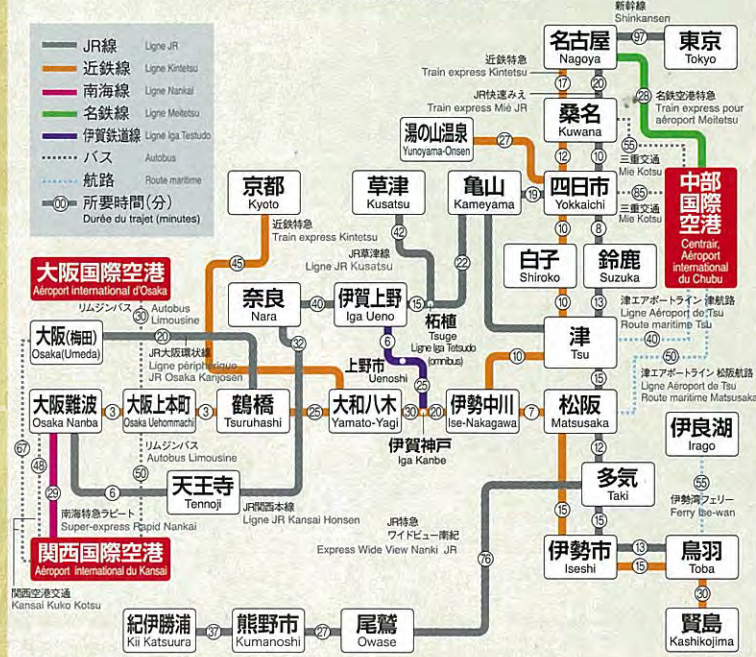 JR線 Ligne JR
近鉄線 Ligne Kintetsu
南海線 Ligne Nankai
名鉄線 Ligne Meitetsu
伊賀鉄道線 Ligne Iga Testudo
バス Autobus
航路 Route maritime
00 所要時間(分)
Durée du trajet (minutes)
新幹線
Shinkansen
名古屋
Nagoya
97
東京
Tokyo
近鉄特急
Train express Kintetsu
17
20
28
名鉄空港特急
Train express pour
aéroport Meitetsu
JR快速みえ
Train express Mié JR
桑名
Kuwana
55
三重交通
Mie Kotsu
湯の山温泉
Yunoyama-Onsen
27
12
10
京都
Kyoto
草津
Kusatsu
亀山
Kameyama
19
四日市
Yokkaichi
85
三重交通
Mie Kotsu
中部
国際
空港
Centrair,
Aéroport
international
du Chubu
近鉄特急
Train express Kintetsu
45
42
JR草津線
Ligne JR Kusatsu
22
10
8
白子
Shiroko
鈴鹿
Suzuka
大阪国際空港
Aéroport international d'Osaka
奈良
Nara
40
伊賀上野
Iga Ueno
15
柘植
Tsuge
Ligne Iga Tetsudo
(omnibus)
10
13
津エアポートライン 津航路
Ligne Aéroport de Tsu
Route maritime Tsu
40
リムジンバス
Autobus
Limousine
30
大阪(梅田)
Osaka(Umeda)
20
JR大阪環状線
Ligne périphérique
JR Osaka Kanjosen
32
6
上野市
Uenoshi
25
津
Tsu
10
50
津エアポートライン 松阪航路
Ligne Aéroport de Tsu
Route maritime Matsusaka
15
大阪難波
Osaka Nanba
3
大阪上本町
Osaka Uehommachi
3
鶴橋
Tsuruhashi
25
大和八木
Yamato-Yagi
30
20
伊勢中川
Ise-Nakagawa
7
松阪
Matsusaka
伊賀神戸
Iga Kanbe
67
48
29
リムジンバス
Autobus Limousine
50
12
伊良湖
Irago
6
天王寺
Tennoji
南海特急ラピート
Super-express Rapid Nankai
JR関西本線
Ligne JR Kansai Honsen
多気
Taki
55
伊勢湾フェリー
Ferry Ise-wan
関西国際空港
Aéroport international du Kansai
JR特急
ワイドビュー南紀
Express Wide View Nanki JR
76
15
15
伊勢市
Iseshi
13
15
鳥羽
Toba
関西空港交通
Kansai Kuko Kotsu
30
紀伊勝浦
Kii Katsuura
37
熊野市
Kumanoshi
27
尾鷲
Owase
賢島
Kashikojima